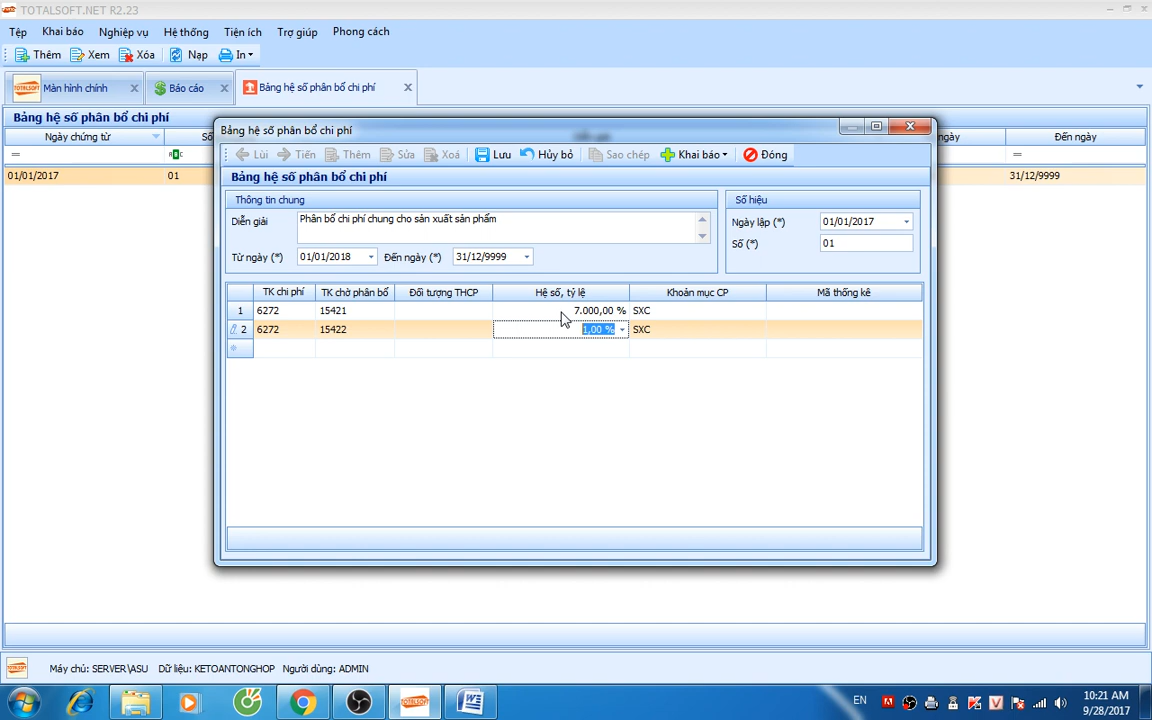 TOTALSOFT.NET R2.23
Tệp Khai báo Nghiệp vụ Hệ thống Tiện ích Trợ giúp Phong cách
Thêm Xem Xóa Nạp In
TOTALSOFT Màn hình chính Báo cáo Bảng hệ số phân bổ chi phí
Bảng hệ số phân bổ chi phí
Ngày chứng từ Số Đến ngày
01/01/2017 01 31/12/9999
Bảng hệ số phân bổ chi phí
Lùi Tiến Thêm Sửa Xoá Lưu Hủy bỏ Sao chép Khai báo Đóng
Bảng hệ số phân bổ chi phí
Thông tin chung Số hiệu
Diễn giải Phân bổ chi phí chung cho sản xuất sản phẩm Ngày lập (*) 01/01/2017
Số (*) 01
Từ ngày (*) 01/01/2018 Đến ngày (*) 31/12/9999
TK chi phí TK chờ phân bổ Đối tượng THCP Hệ số, tỷ lệ Khoản mục CP Mã thống kê
1 6272 15421 7.000,00 % SXC
2 6272 15422 1,00 % SXC
Máy chủ: SERVER\ASU Dữ liệu: KETOANTONGHOP Người dùng: ADMIN
EN 10:21 AM
9/28/2017